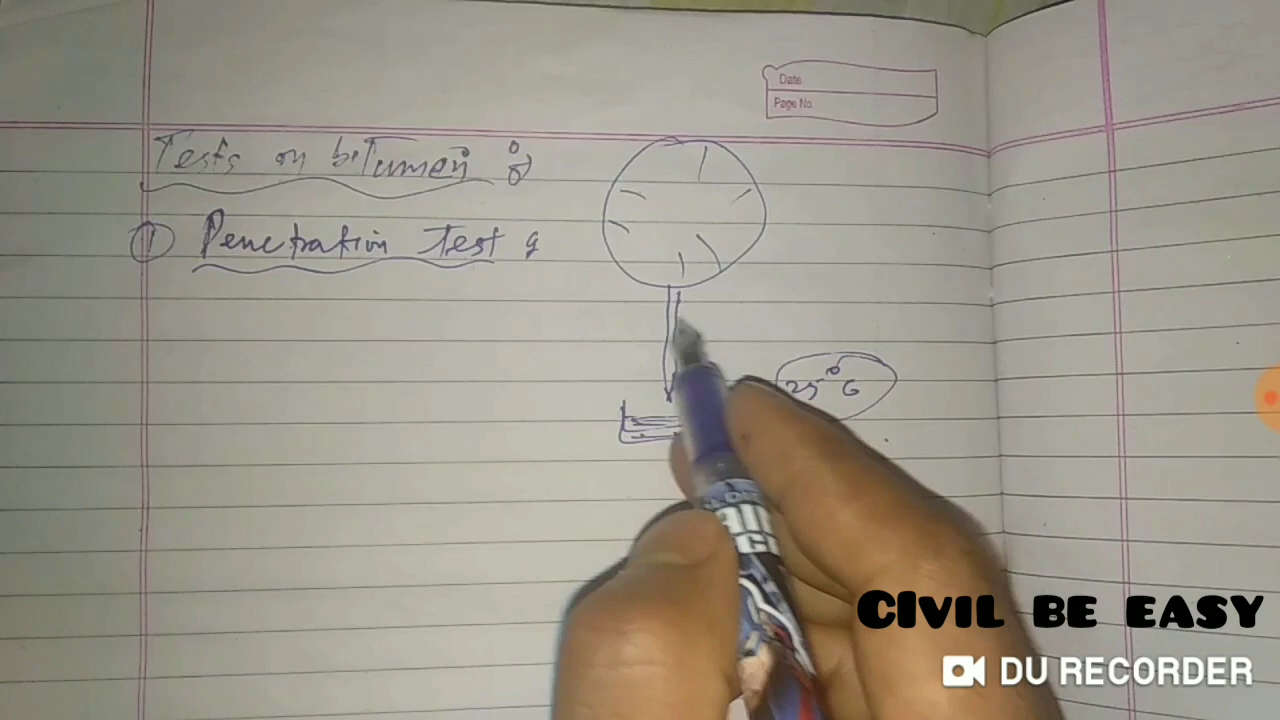 Date
Page No.
Tests on bitumen :
① Penetration Test :
25° C
CIVIL BE EASY
DU RECORDER